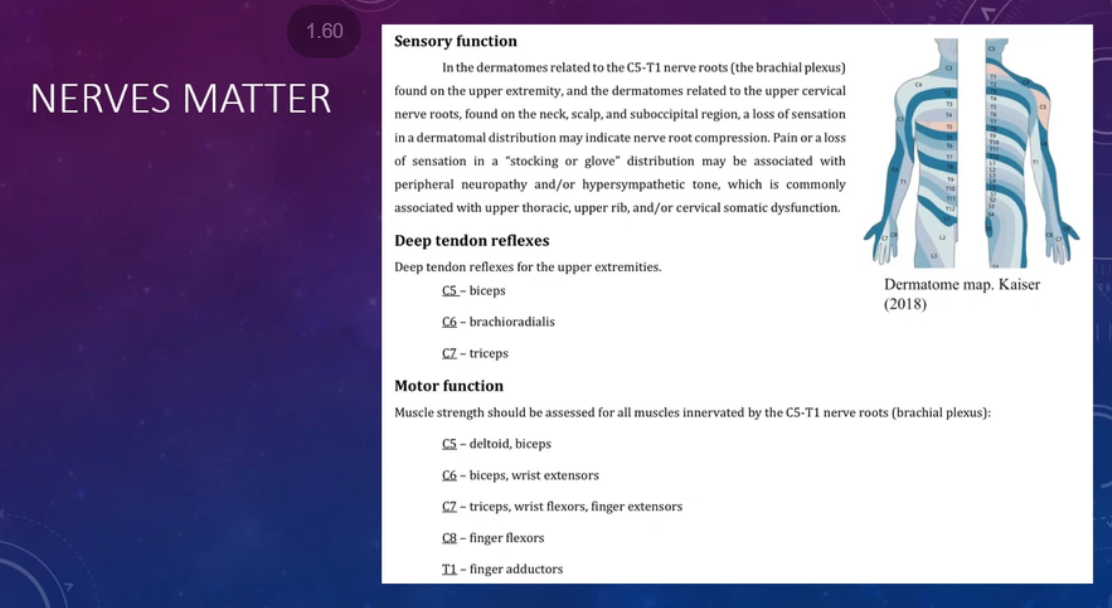 1.60
NERVES MATTER
Sensory function
In the dermatomes related to the C5-T1 nerve roots (the brachial plexus)
found on the upper extremity, and the dermatomes related to the upper cervical
nerve roots, found on the neck, scalp, and suboccipital region, a loss of sensation
in a dermatomal distribution may indicate nerve root compression. Pain or a loss
of sensation in a “stocking or glove” distribution may be associated with
peripheral neuropathy and/or hypersympathetic tone, which is commonly
associated with upper thoracic, upper rib, and/or cervical somatic dysfunction.
Deep tendon reflexes
Deep tendon reflexes for the upper extremities.
C5 – biceps
C6 – brachioradialis
C7 – triceps
Motor function
Muscle strength should be assessed for all muscles innervated by the C5-T1 nerve roots (brachial plexus):
C5 – deltoid, biceps
C6 – biceps, wrist extensors
C7 – triceps, wrist flexors, finger extensors
C8 – finger flexors
T1 – finger adductors
Dermatome map. Kaiser
(2018)